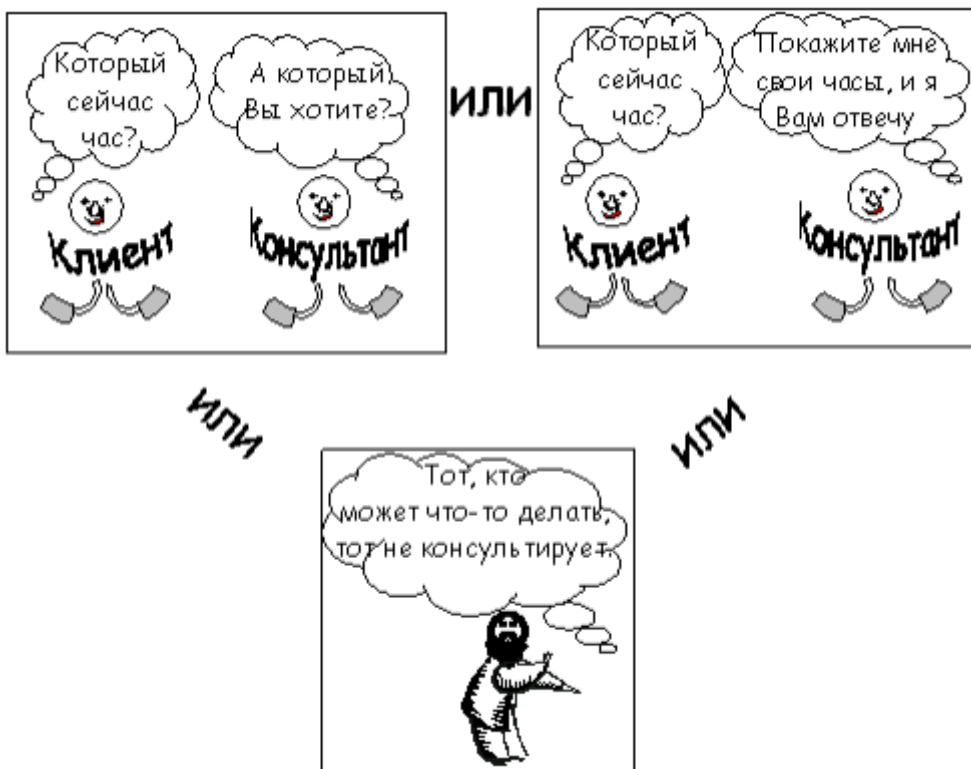 Который
сейчас
час?
А который
Вы хотите?
Клиент
Консультант
или
Который
сейчас
час?
Покажите мне
свои часы, и я
Вам отвечу
Клиент
Консультант
или
или
Тот, кто
может что-то делать,
тот не консультирует.